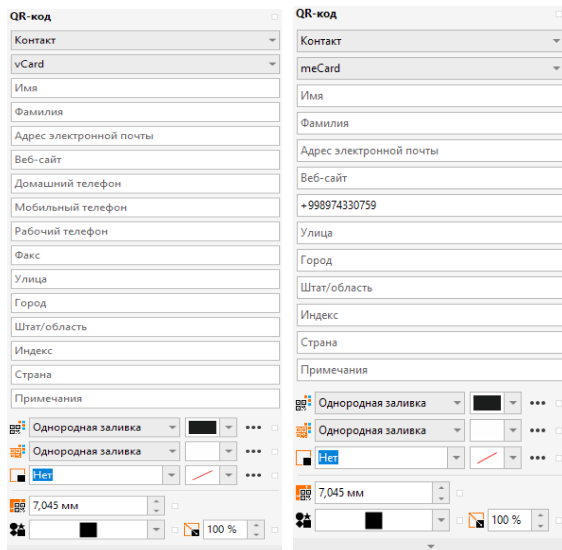 QR-код
Контакт
vCard
Имя
Фамилия
Адрес электронной почты
Веб-сайт
Домашний телефон
Мобильный телефон
Рабочий телефон
Факс
Улица
Город
Штат/область
Индекс
Страна
Примечания
Однородная заливка
Однородная заливка
Нет
7,045 мм
100 %
QR-код
Контакт
meCard
Имя
Фамилия
Адрес электронной почты
Веб-сайт
+998974330759
Улица
Город
Штат/область
Индекс
Страна
Примечания
Однородная заливка
Однородная заливка
Нет
7,045 мм
100 %